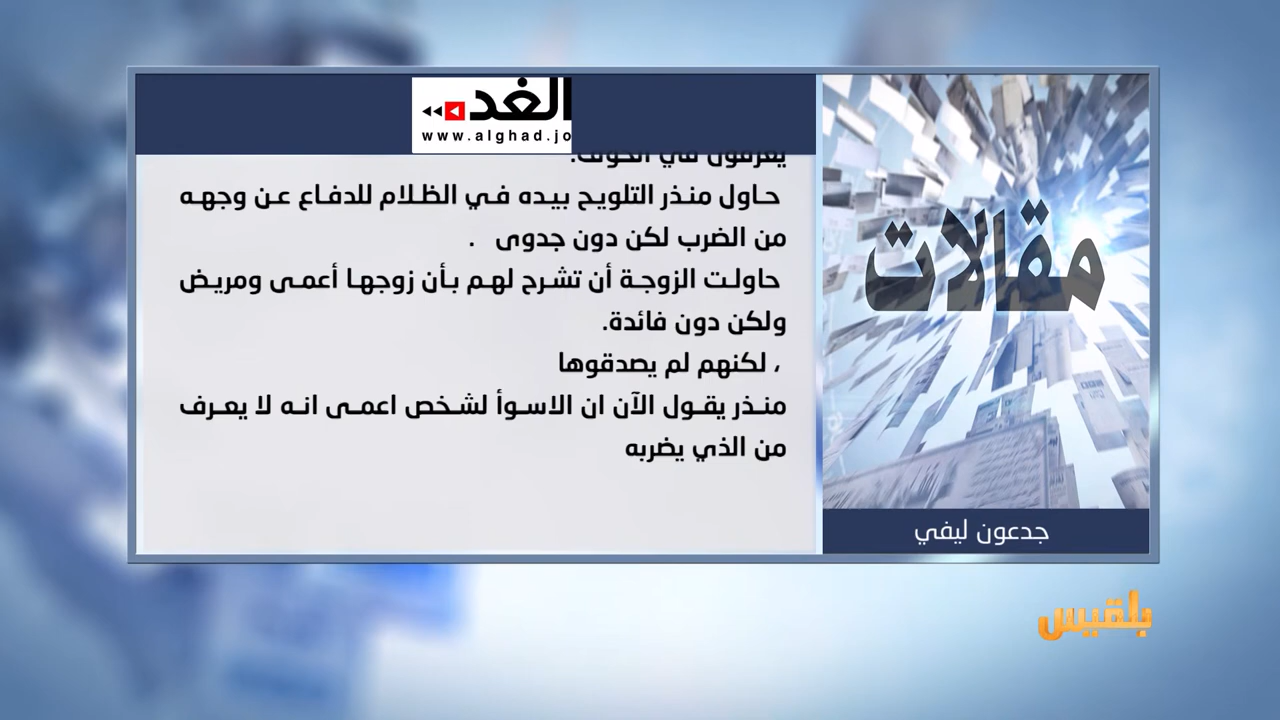 الغد
www.alghad.jo
حاول منذر التلويح بيده في الظلام للدفاع عن وجهه
من الضرب لكن دون جدوى .
حاولت الزوجة أن تشرح لهم بأن زوجها أعمى ومريض
ولكن دون فائدة.
، لكنهم لم يصدقوها
منذر يقول الآن ان الاسوأ لشخص اعمى انه لا يعرف
من الذي يضربه
مقالات
جدعون ليفي
بلقيس